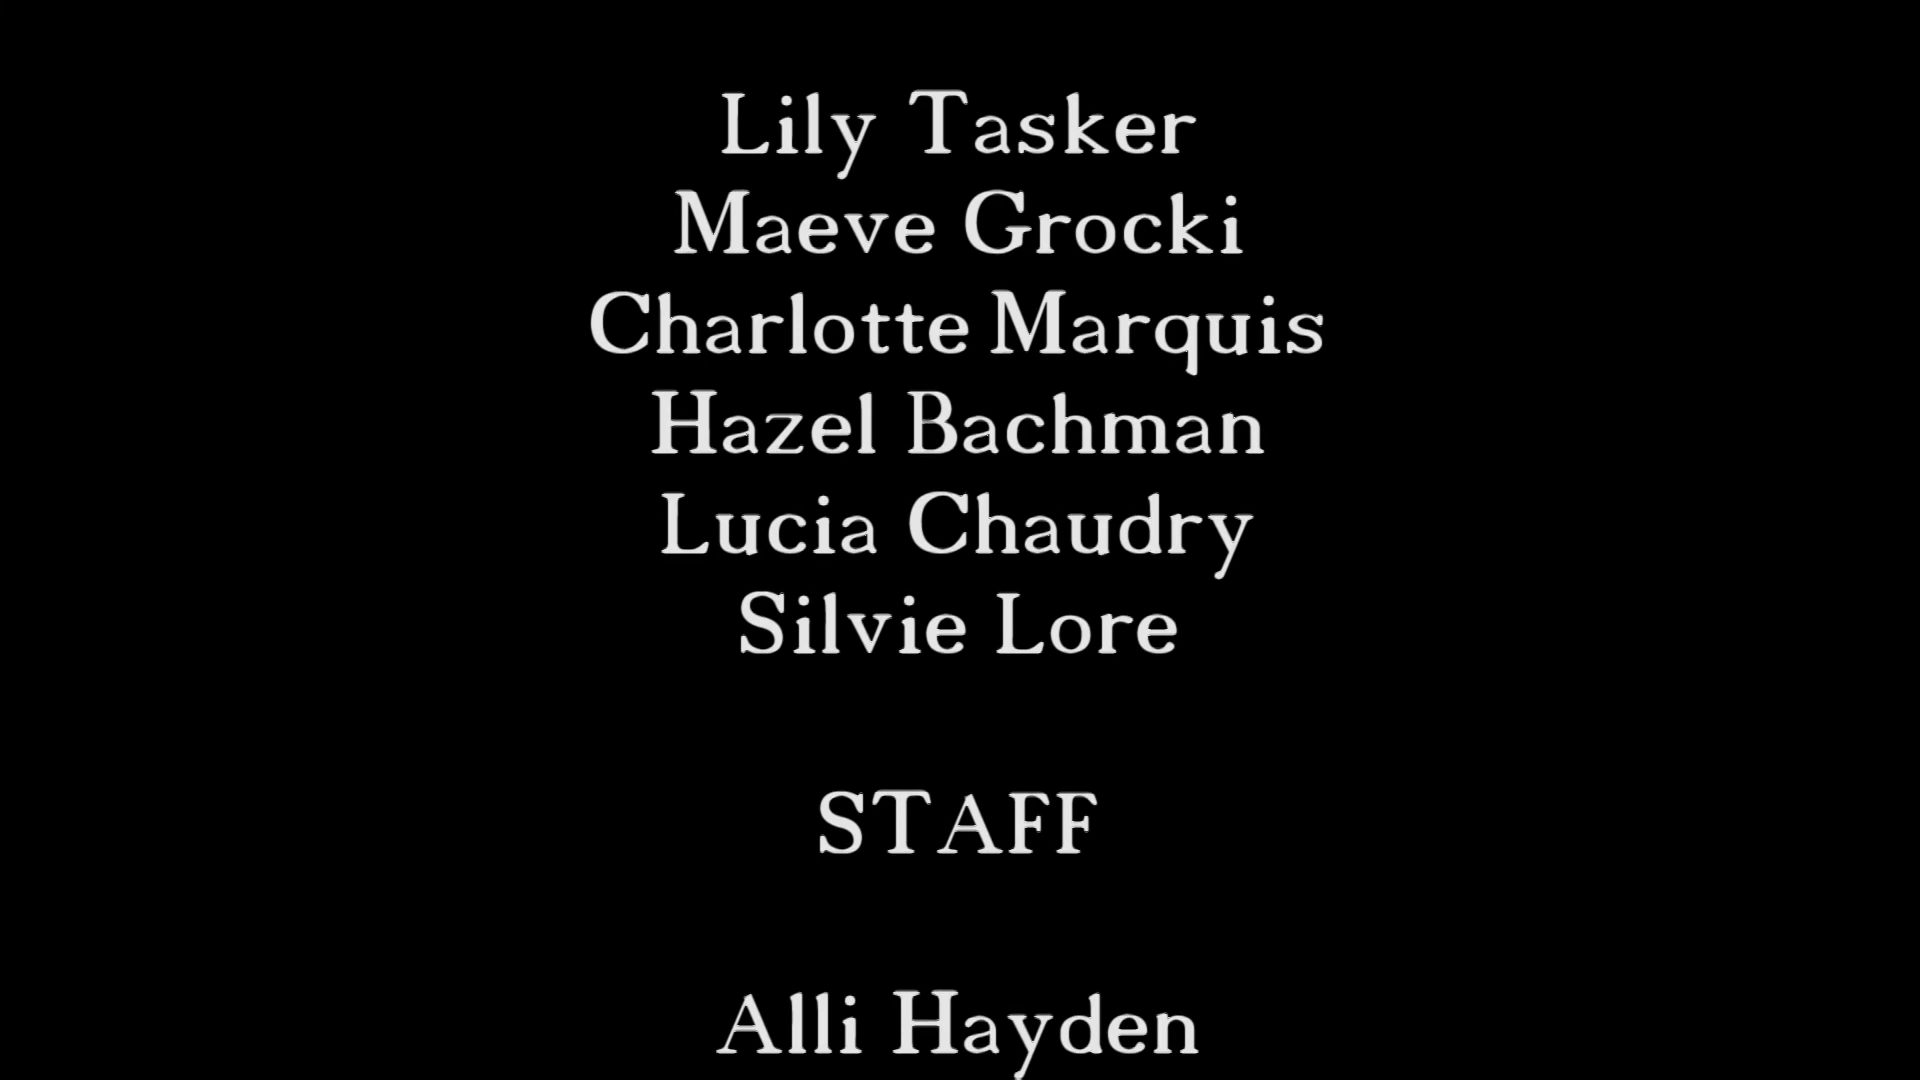 Lily Tasker
Maeve Grocki
Charlotte Marquis
Hazel Bachman
Lucia Chaudry
Silvie Lore
STAFF
Alli Hayden